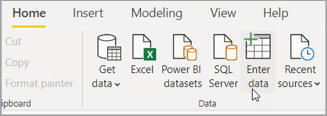 Home Insert Modeling View Help
Cut
Copy
Format painter
Get data
Excel
Power BI datasets
SQL Server
Enter data
Recent sources
ipboard
Data